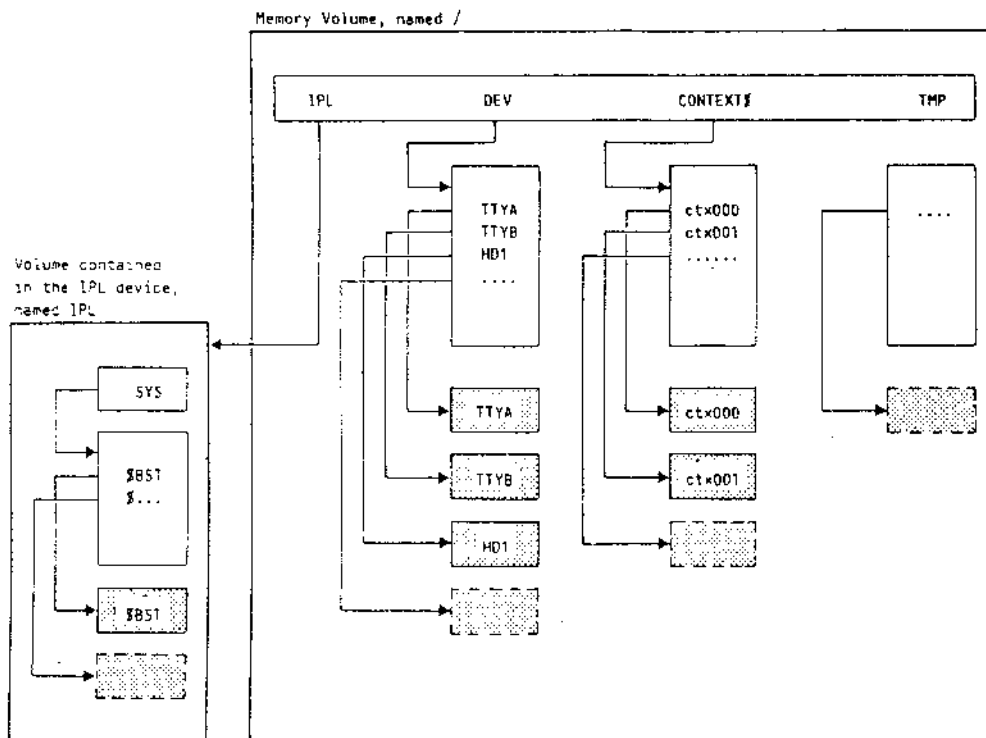 Memory Volume, named /
IPL DEV CONTEXT$ TMP
TTYA
TTYB
HD1
....
ctx000
ctx001
......
....
Volume contained
in the IPL device,
named IPL
SYS
$BST
$...
$BST
TTYA
TTYB
HD1
ctx000
ctx001